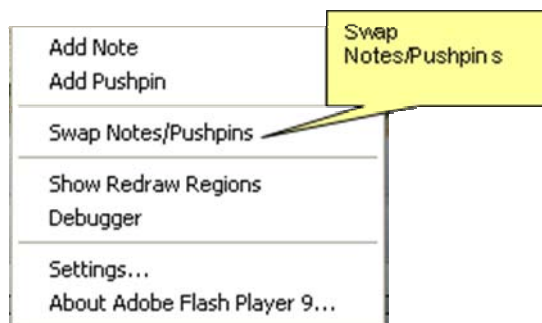 Add Note
Add Pushpin
Swap Notes/Pushpins
Show Redraw Regions
Debugger
Settings...
About Adobe Flash Player 9...
Swap
Notes/Pushpin s